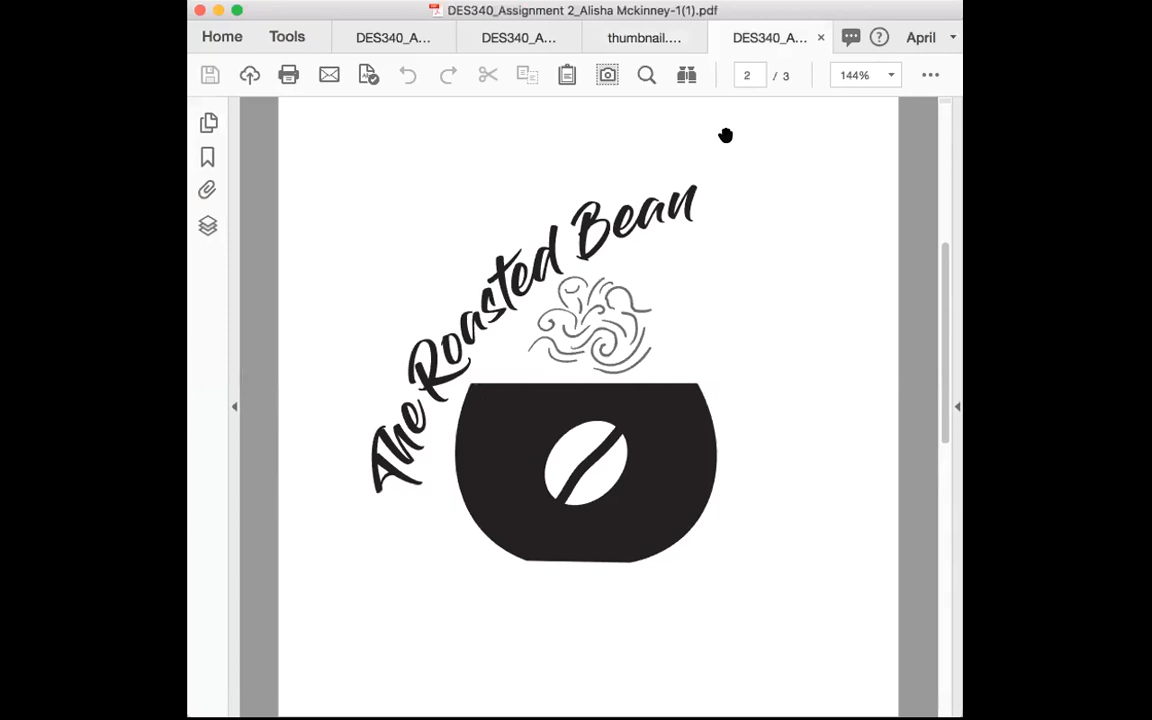 DES340_Assignment 2_Alisha Mckinney-1(1).pdf
Home Tools DES340_A... DES340_A... thumbnail.... DES340_A... × ? April
2 / 3 144%
The Roasted Bean